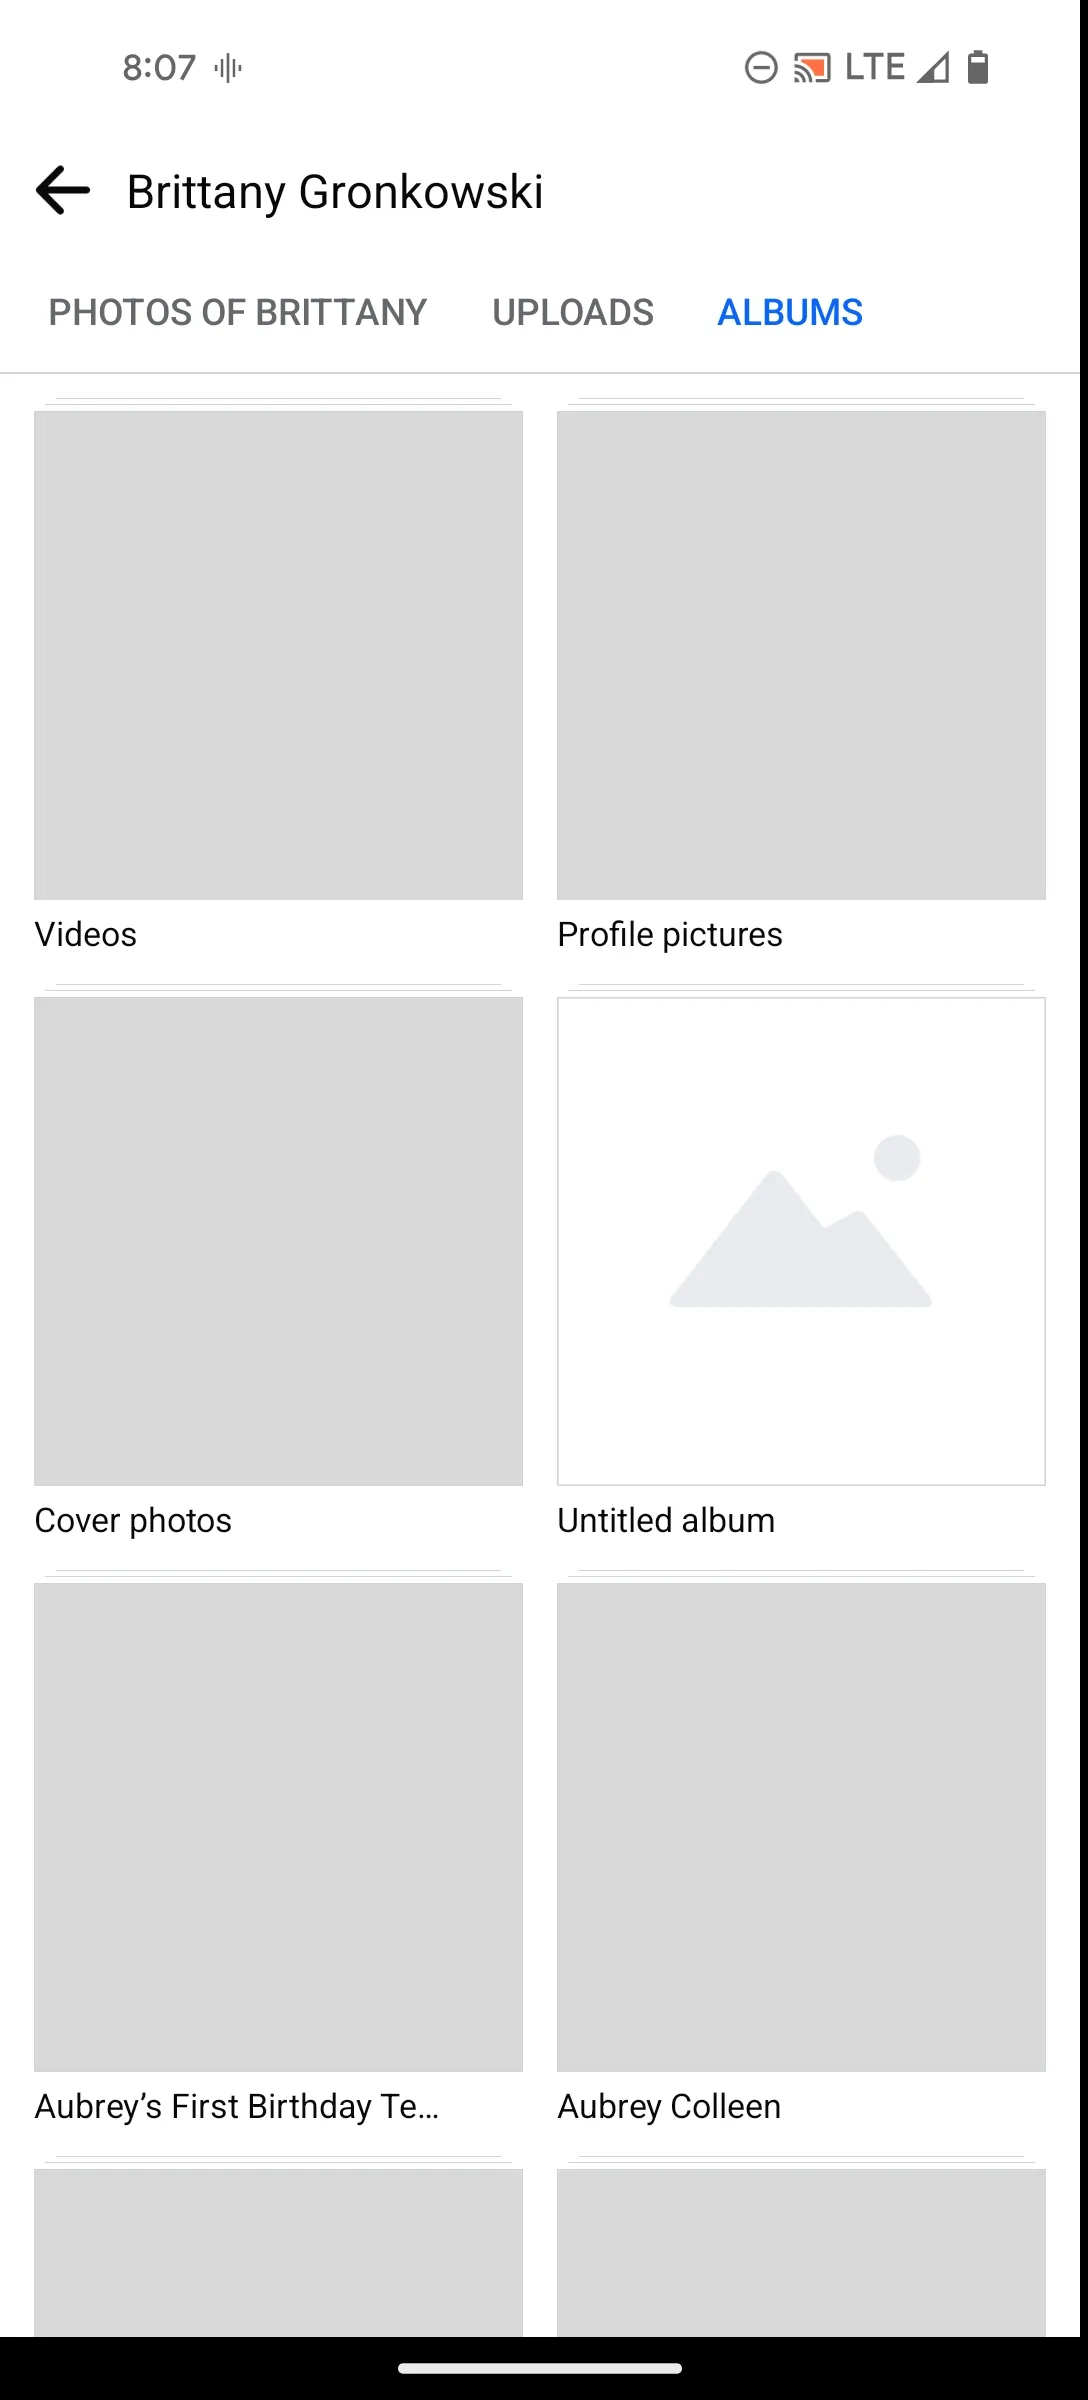 8:07 LTE
Brittany Gronkowski
PHOTOS OF BRITTANY UPLOADS ALBUMS
Videos Profile pictures
Cover photos Untitled album
Aubrey’s First Birthday Te... Aubrey Colleen